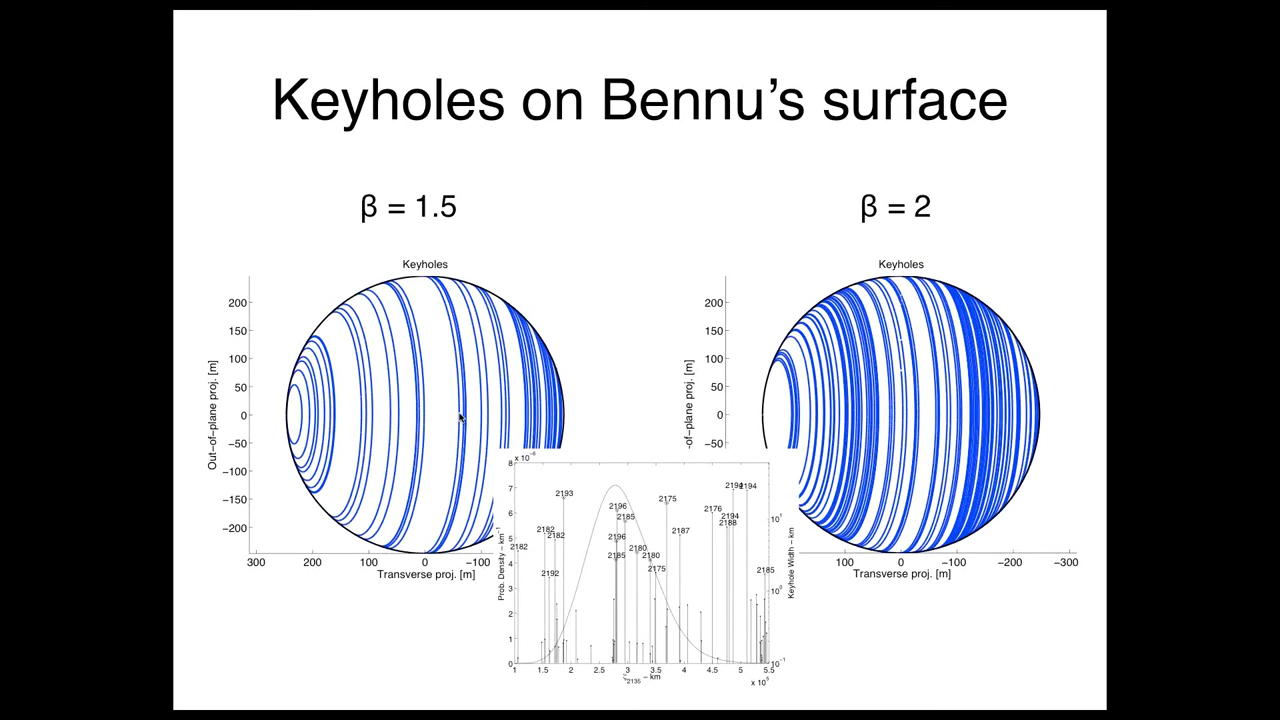 Keyholes on Bennu's surface
β = 1.5
β = 2
Keyholes
Keyholes
200
150
100
50
0
−50
−100
−150
−200
Out−of−plane proj. [m]
300 200 100 0 −100
Transverse proj. [m]
200
150
100
50
0
−50
−of−plane proj. [m]
100 0 −100 −200 −300
Transverse proj. [m]
x 10⁻⁶
8
7
6
5
4
3
2
1
0
Prob. Density − km⁻¹
2182
2182
2182
2192
2193
2196
2185
2196
2185
2180
2180
2175
2175
2187
2176
2194
2194
2194
2188
2185
10¹
10⁰
10⁻¹
Keyhole Width − km
1 1.5 2 2.5 3 3.5 4 4.5 5 5.5
2135 − km
x 10⁵